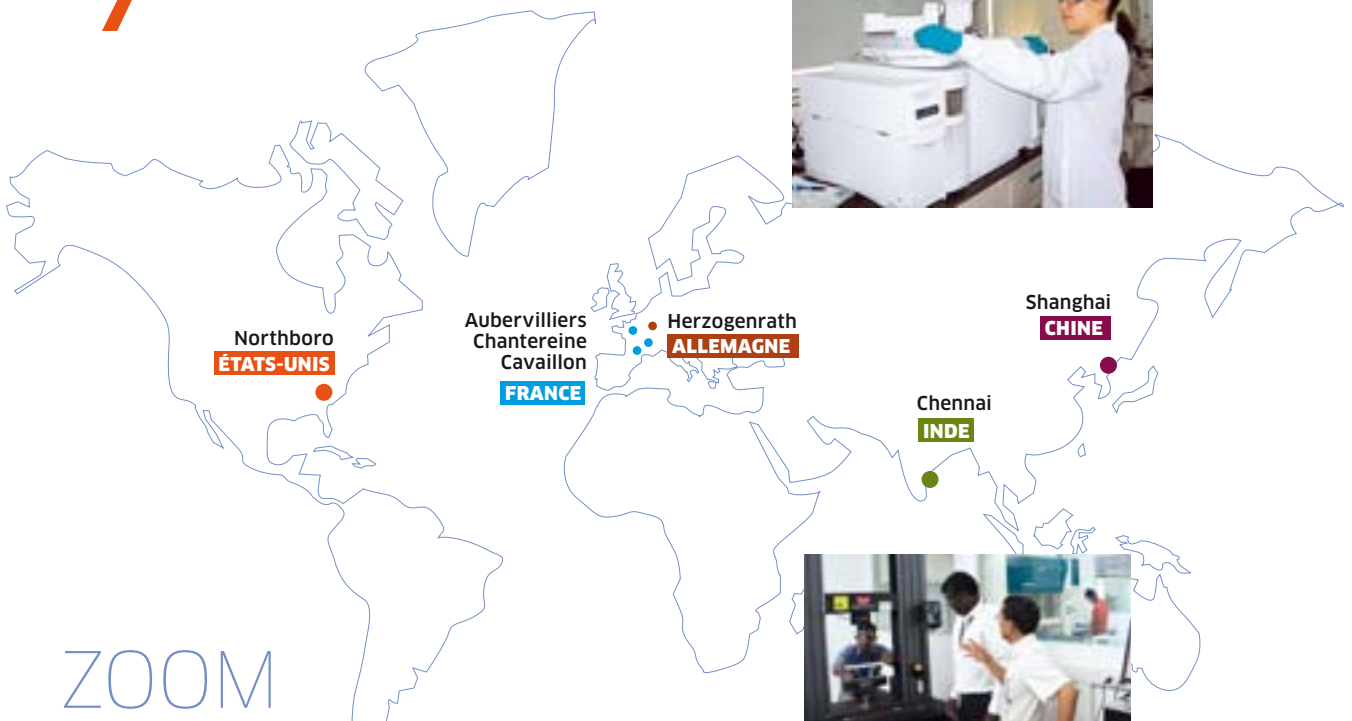 Northboro
ÉTATS-UNIS
Aubervilliers
Chantereine
Cavaillon
FRANCE
Herzogenrath
ALLEMAGNE
Shanghai
CHINE
Chennai
INDE
ZOOM